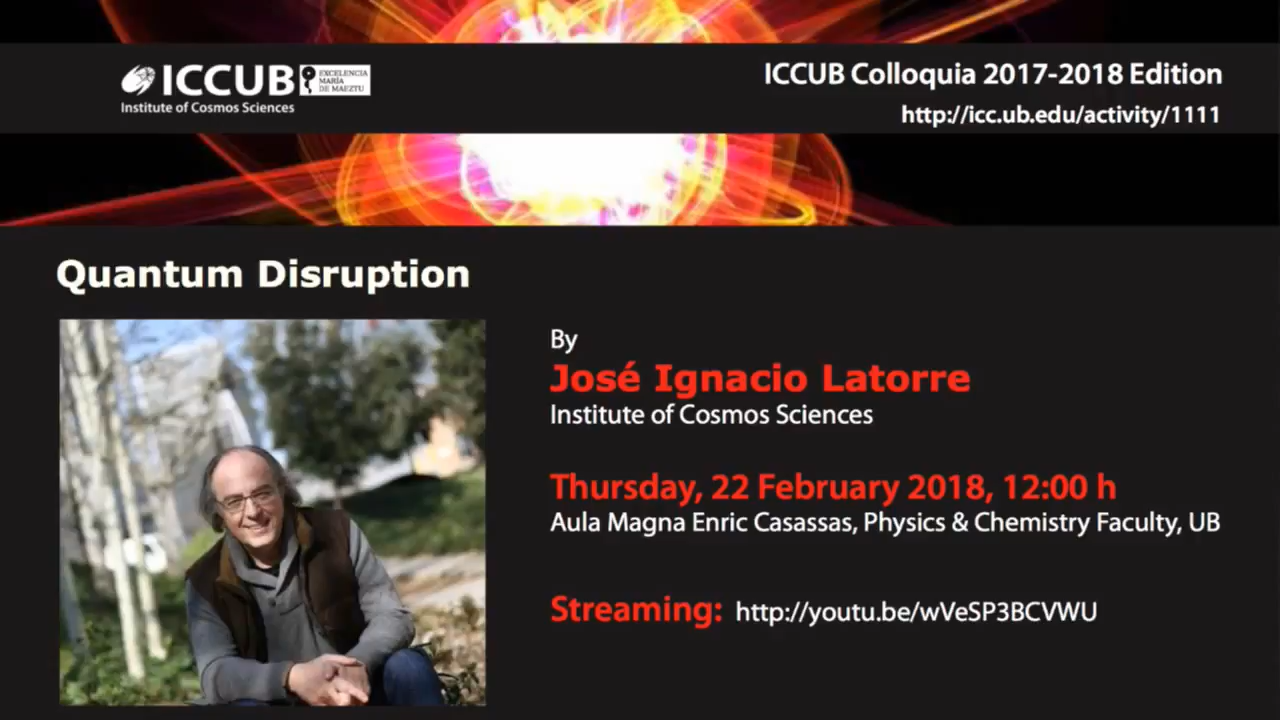 ICCUB
EXCELENCIA
MARÍA
DE MAEZTU
Institute of Cosmos Sciences
ICCUB Colloquia 2017-2018 Edition
http://icc.ub.edu/activity/1111
Quantum Disruption
By
José Ignacio Latorre
Institute of Cosmos Sciences
Thursday, 22 February 2018, 12:00 h
Aula Magna Enric Casassas, Physics & Chemistry Faculty, UB
Streaming: http://youtu.be/wVeSP3BCVWU